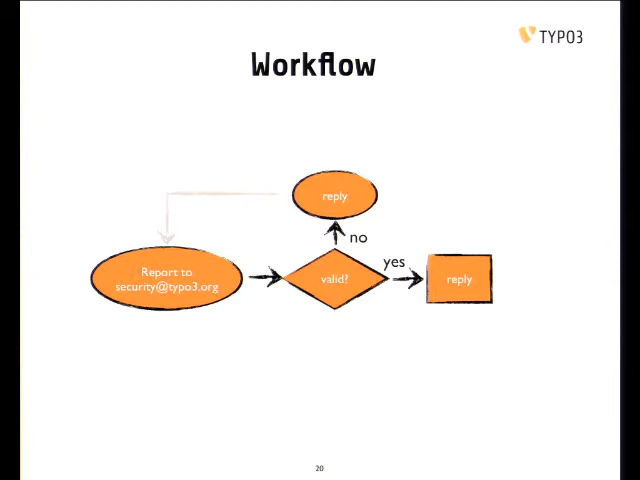 TYPO3
Workflow
reply
no
yes
Report to
security@typo3.org
valid?
reply
20